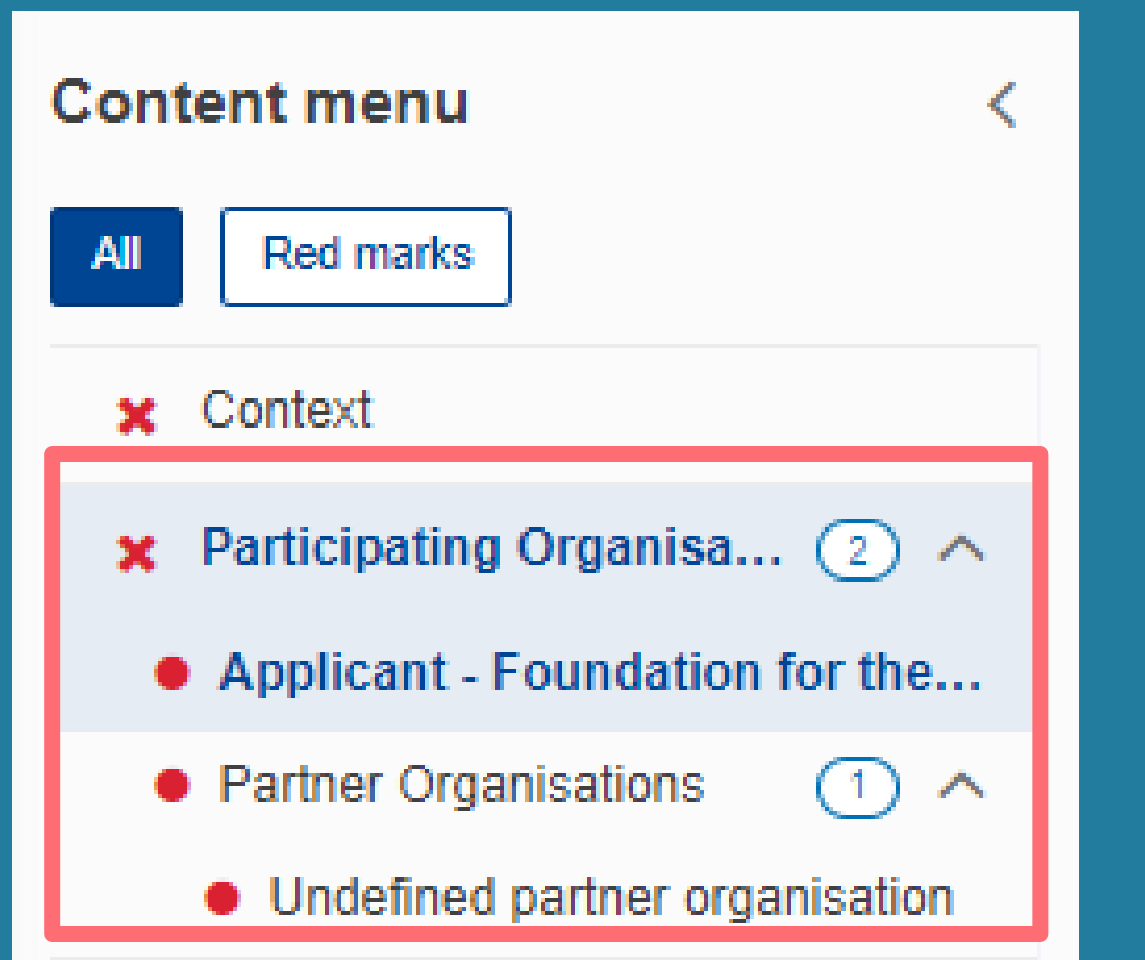 Content menu
All Red marks
Context
Participating Organisa... 2
Applicant - Foundation for the...
Partner Organisations 1
Undefined partner organisation